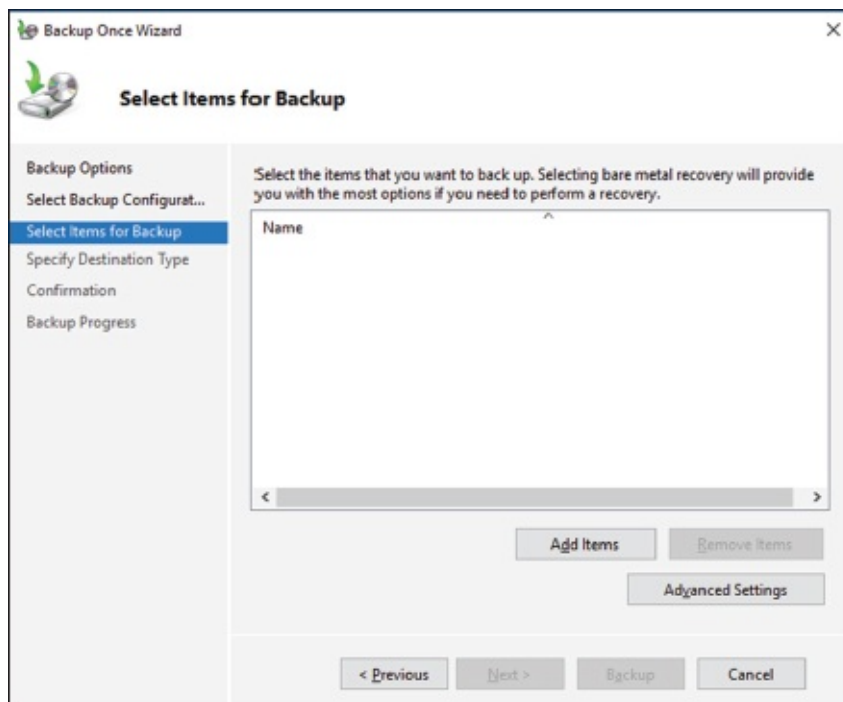 Backup Once Wizard
Select Items for Backup
Backup Options
Select Backup Configurat...
Select Items for Backup
Specify Destination Type
Confirmation
Backup Progress
Select the items that you want to back up. Selecting bare metal recovery will provide
you with the most options if you need to perform a recovery.
Name
Add Items
Remove Items
Advanced Settings
< Previous
Next >
Backup
Cancel